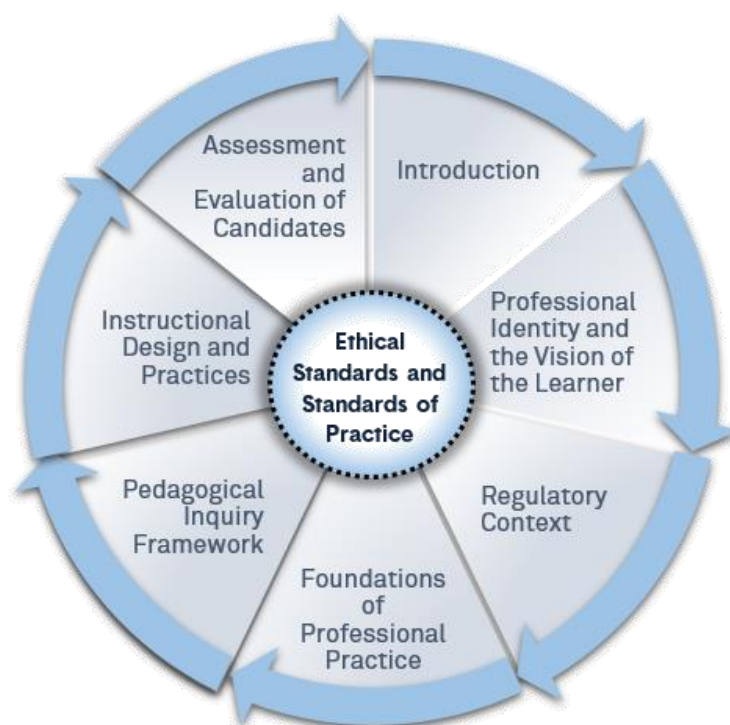 Introduction
Professional
Identity and
the Vision of
the Learner
Regulatory
Context
Foundations
of
Professional
Practice
Pedagogical
Inquiry
Framework
Instructional
Design and
Practices
Assessment
and
Evaluation of
Candidates
Ethical
Standards and
Standards of
Practice